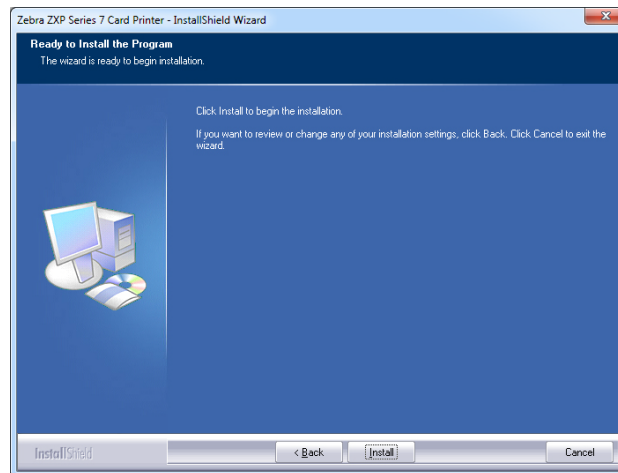 Zebra ZXP Series 7 Card Printer - InstallShield Wizard
Ready to Install the Program
The wizard is ready to begin installation.
Click Install to begin the installation.
If you want to review or change any of your installation settings, click Back. Click Cancel to exit the
wizard.
InstallShield
< Back
Install
Cancel